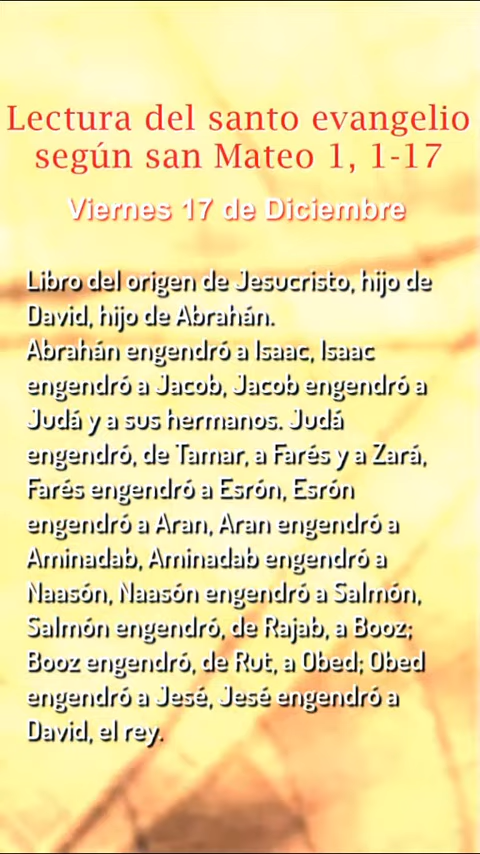 Lectura del santo evangelio
según san Mateo 1, 1-17
Viernes 17 de Diciembre
Libro del origen de Jesucristo, hijo de
David, hijo de Abrahán.
Abrahán engendró a Isaac, Isaac
engendró a Jacob, Jacob engendró a
Judá y a sus hermanos. Judá
engendró, de Tamar, a Farés y a Zará,
Farés engendró a Esrón, Esrón
engendró a Aran, Aran engendró a
Aminadab, Aminadab engendró a
Naasón, Naasón engendró a Salmón,
Salmón engendró, de Rajab, a Booz;
Booz engendró, de Rut, a Obed; Obed
engendró a Jesé, Jesé engendró a
David, el rey.